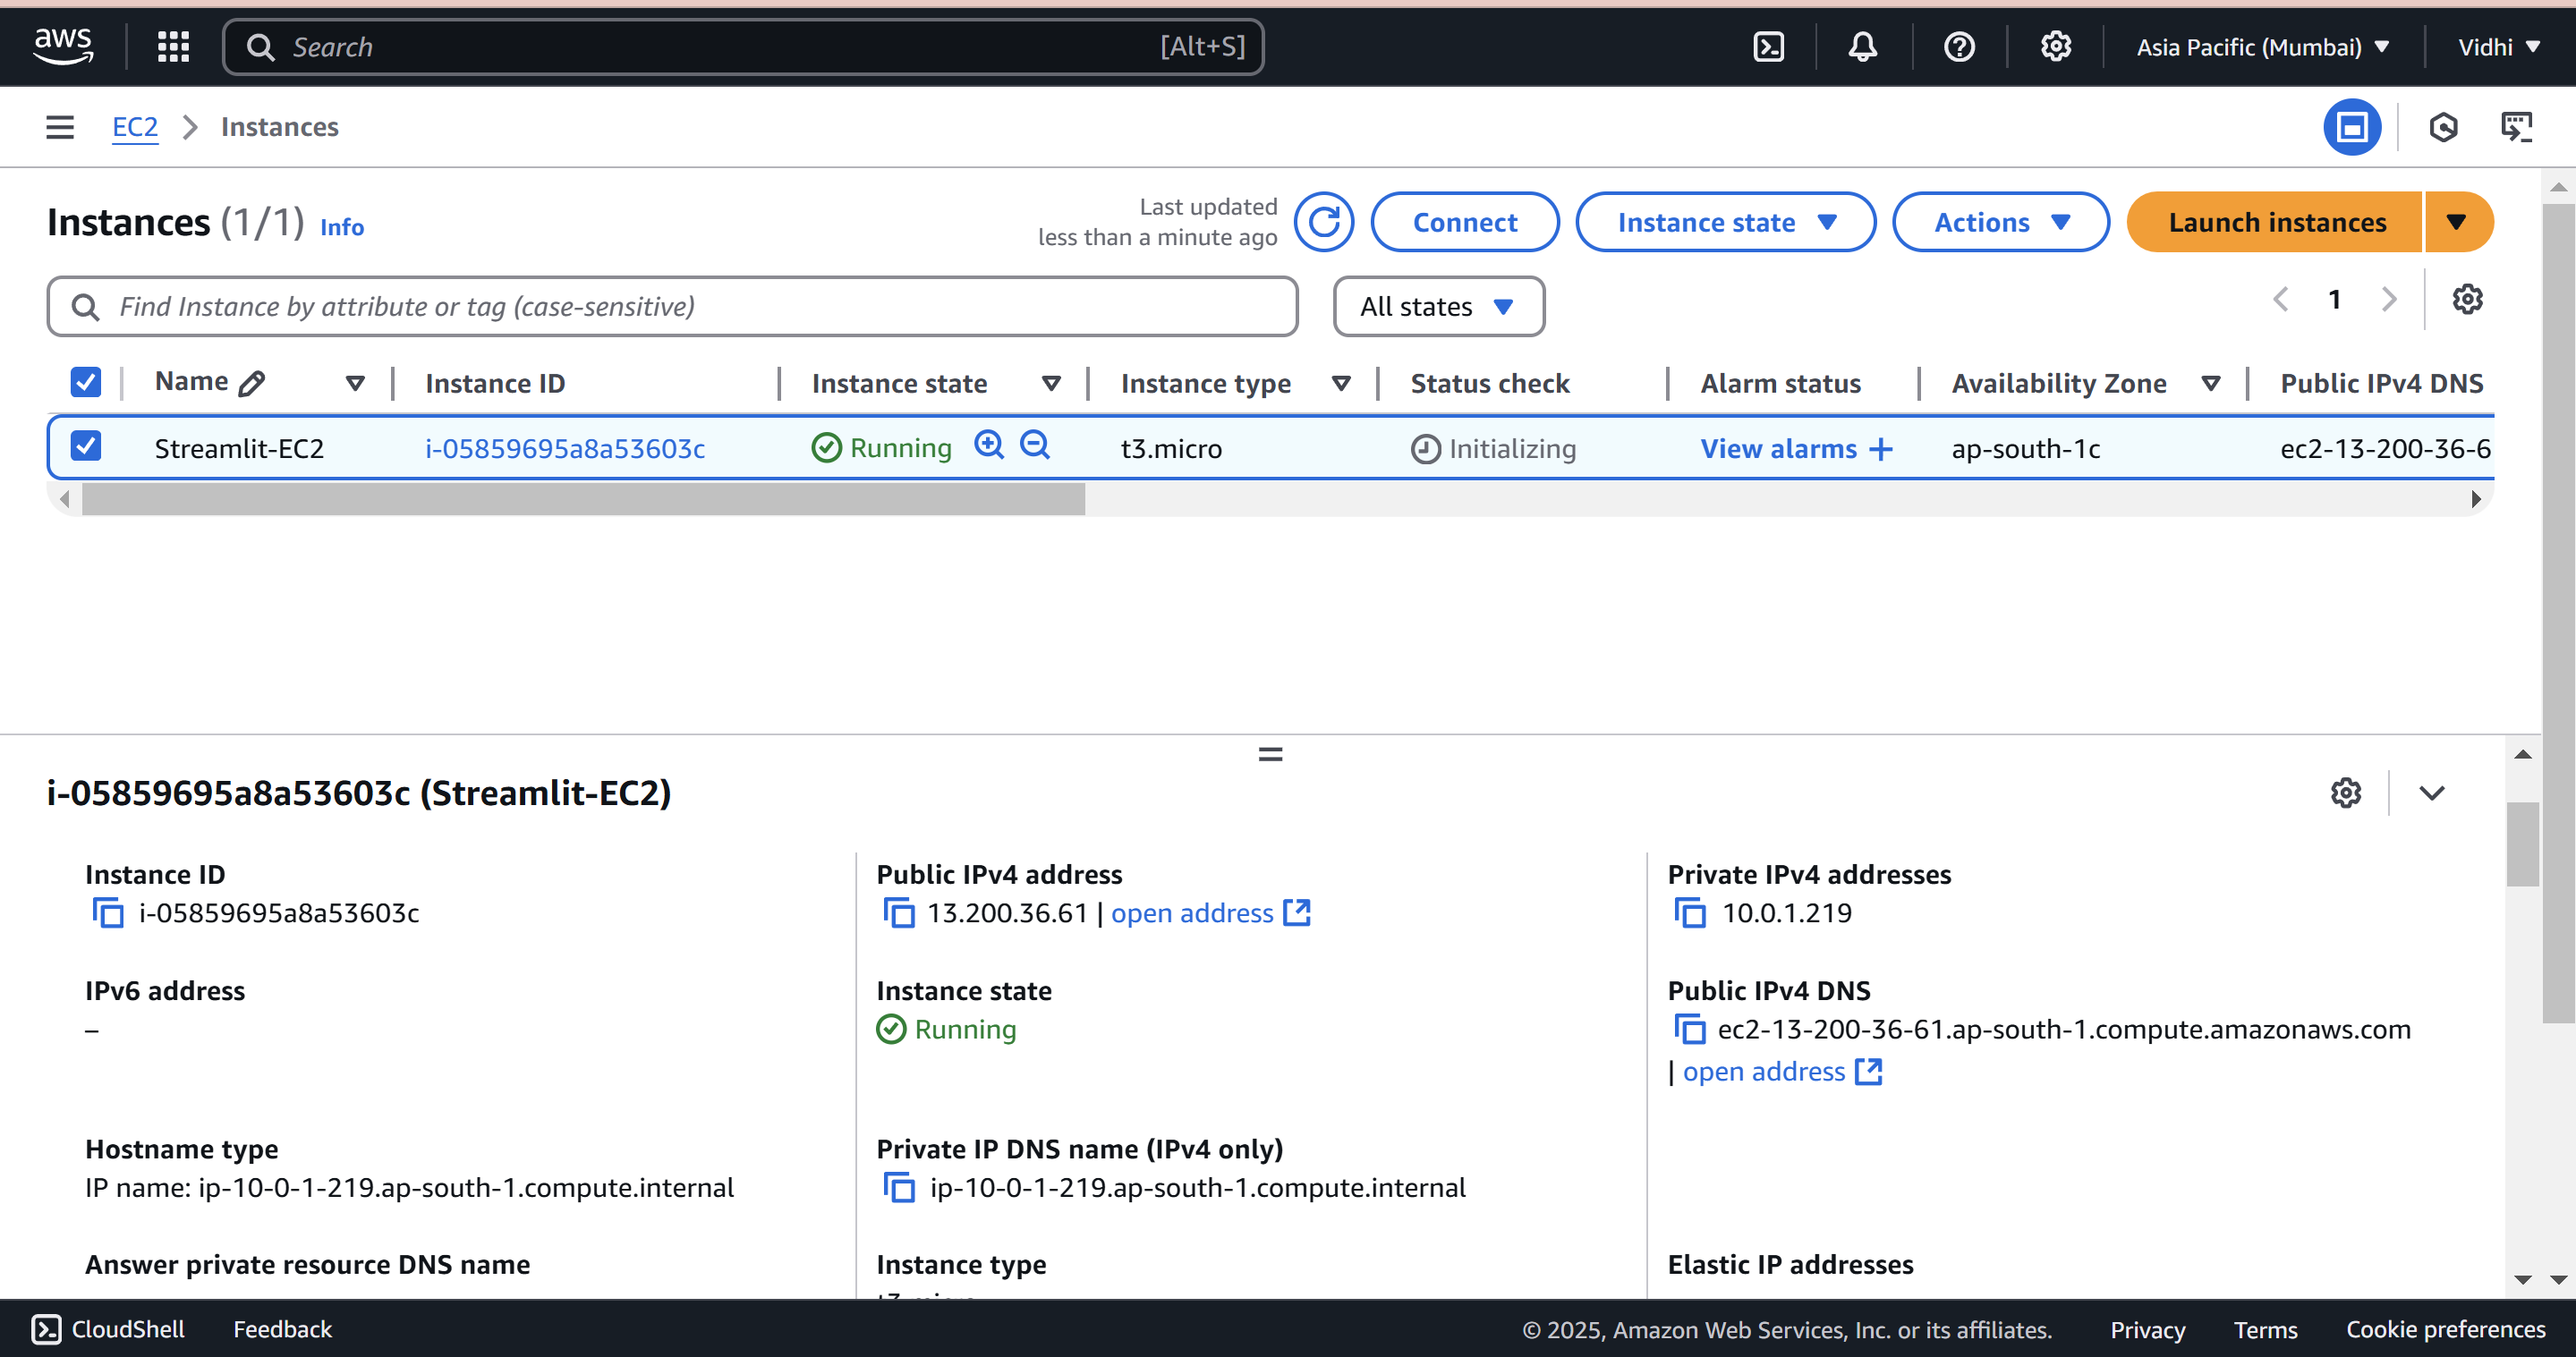 aws
Search [Alt+S]
Asia Pacific (Mumbai) Vidhi
EC2 Instances
Instances (1/1) Info
Last updated
less than a minute ago
Connect Instance state Actions Launch instances
Find Instance by attribute or tag (case-sensitive)
All states
1
Name Instance ID Instance state Instance type Status check Alarm status Availability Zone Public IPv4 DNS
Streamlit-EC2 i-05859695a8a53603c Running t3.micro Initializing View alarms + ap-south-1c ec2-13-200-36-6
i-05859695a8a53603c (Streamlit-EC2)
Instance ID Public IPv4 address Private IPv4 addresses
i-05859695a8a53603c 13.200.36.61 | open address 10.0.1.219
IPv6 address Instance state Public IPv4 DNS
– Running ec2-13-200-36-61.ap-south-1.compute.amazonaws.com
| open address
Hostname type Private IP DNS name (IPv4 only)
IP name: ip-10-0-1-219.ap-south-1.compute.internal ip-10-0-1-219.ap-south-1.compute.internal
Answer private resource DNS name Instance type Elastic IP addresses
CloudShell Feedback © 2025, Amazon Web Services, Inc. or its affiliates. Privacy Terms Cookie preferences